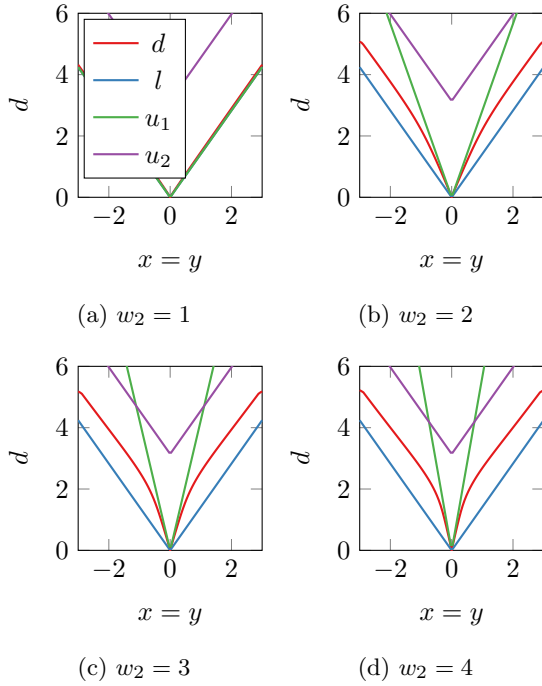 6
4
2
0
d
−2 0 2
x = y
d
l
u₁
u₂
(a) w₂ = 1
6
4
2
0
d
−2 0 2
x = y
(b) w₂ = 2
6
4
2
0
d
−2 0 2
x = y
(c) w₂ = 3
6
4
2
0
d
−2 0 2
x = y
(d) w₂ = 4